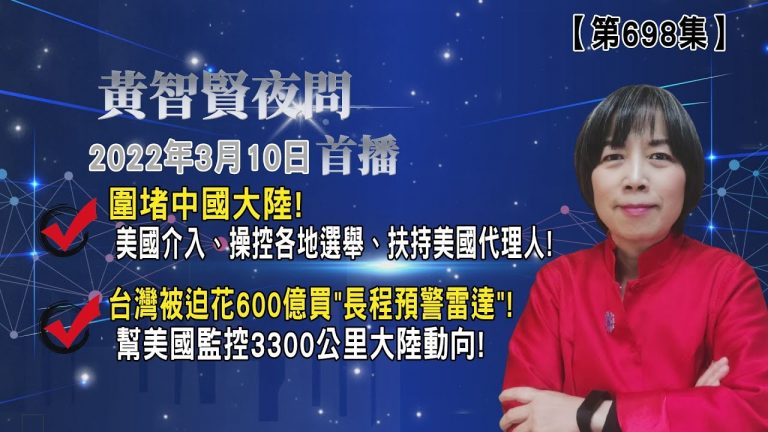 【第698集】
黃智賢夜問
2022年3月10日首播
圍堵中國大陸!
美國介入、操控各地選舉、扶持美國代理人!
台灣被迫花600億買"長程預警雷達"!
幫美國監控3300公里大陸動向!